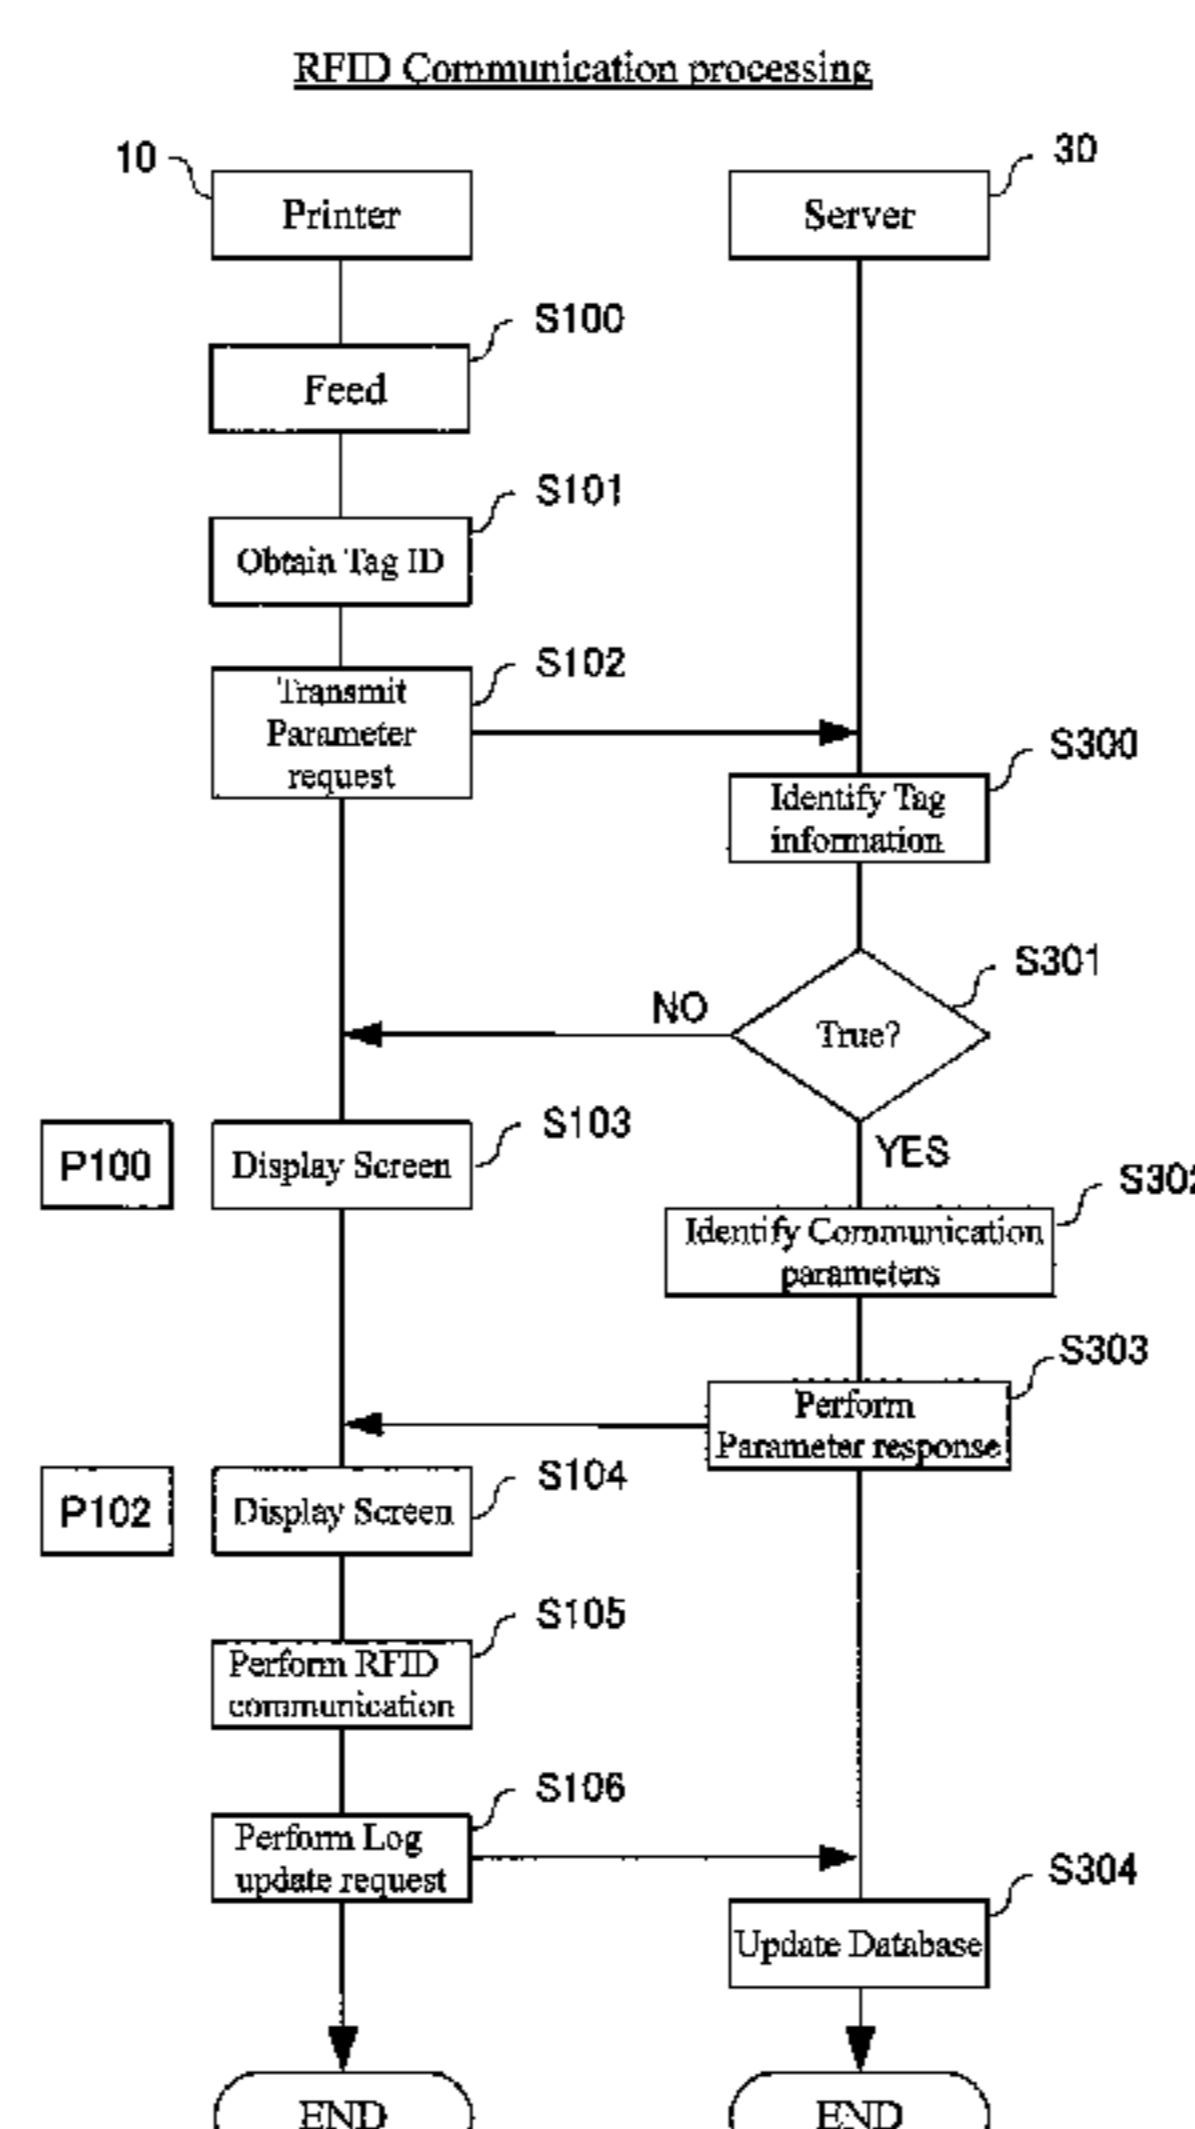 RFID Communication processing
10
30
Printer
Server
S100
Feed
S101
Obtain Tag ID
S102
Transmit
Parameter
request
S300
Identify Tag
information
S301
NO
True?
S103
P100
Display Screen
YES
S302
Identify Communication
parameters
S303
Perform
Parameter response
S104
P102
Display Screen
S105
Perform RFID
communication
S106
Perform Log
update request
S304
Update Database
END
END